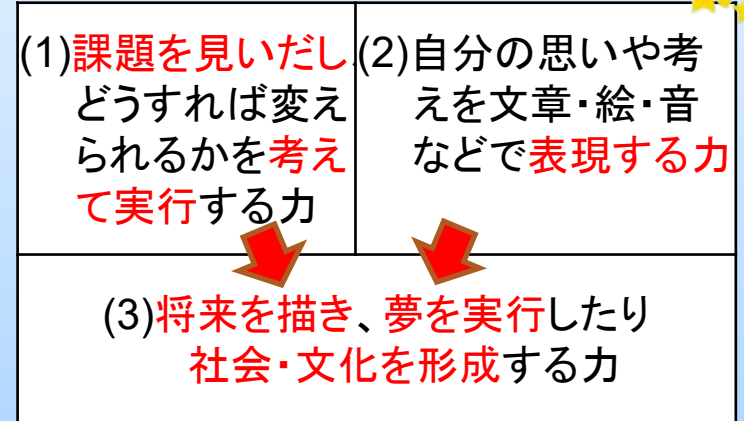 (1)課題を見いだし、
どうすれば変え
られるかを考え
て実行する力
(2)自分の思いや考
えを文章・絵・音
などで表現する力
(3)将来を描き、夢を実行したり
社会・文化を形成する力